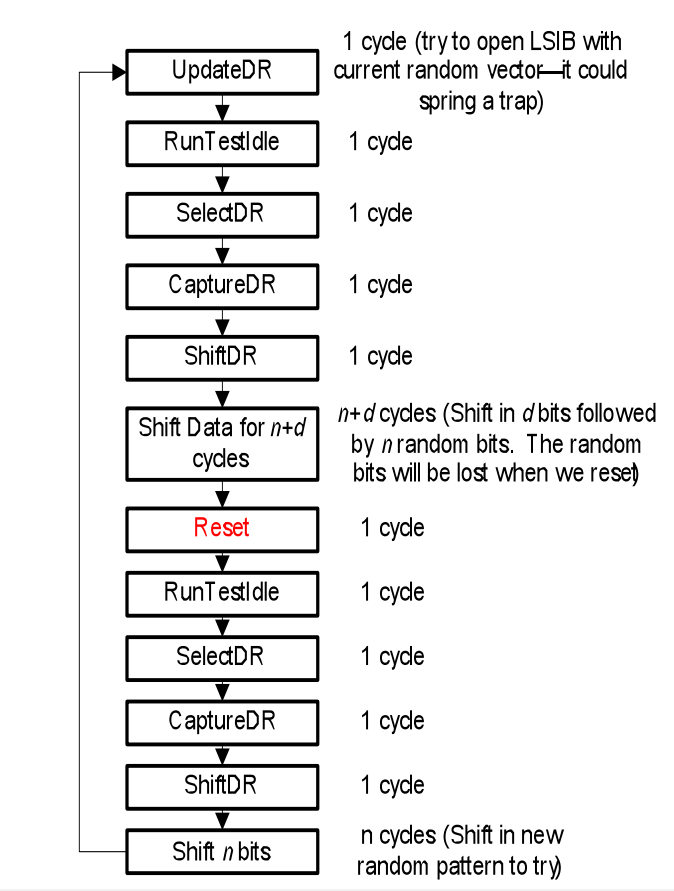 1 cycle (try to open LSIB with
UpdateDR
current random vector—it could
spring a trap)
RunTestIdle
1 cycle
SelectDR
1 cycle
CaptureDR
1 cycle
ShiftDR
1 cycle
Shift Data for n+d
cycles
n+d cycles (Shift in d bits followed
by n random bits. The random
bits will be lost when we reset)
Reset
1 cycle
RunTestIdle
1 cycle
SelectDR
1 cycle
CaptureDR
1 cycle
ShiftDR
1 cycle
Shift n bits
n cycles (Shift in new
random pattern to try)